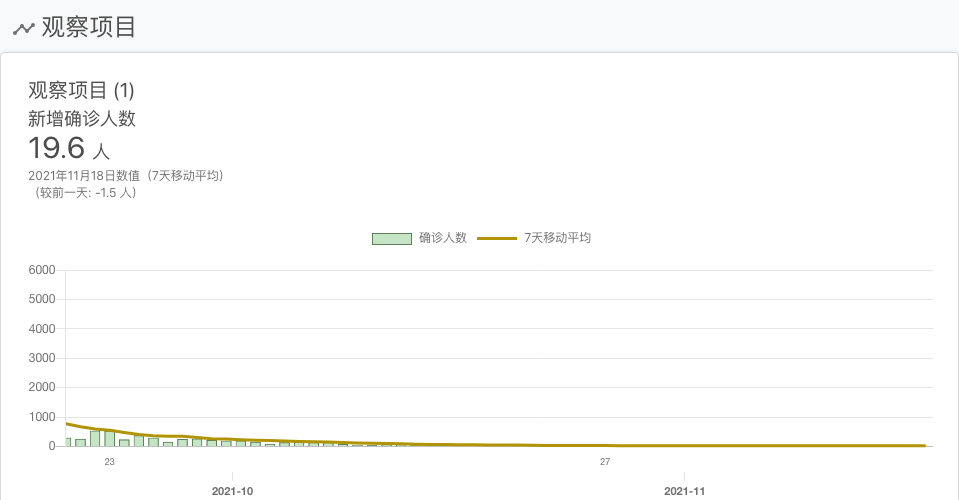 观察项目
观察项目 (1)
新增确诊人数
19.6 人
2021年11月18日数值（7天移动平均）
（较前一天: -1.5 人）
确诊人数 7天移动平均
6000
5000
4000
3000
2000
1000
0
23 27
2021-10 2021-11